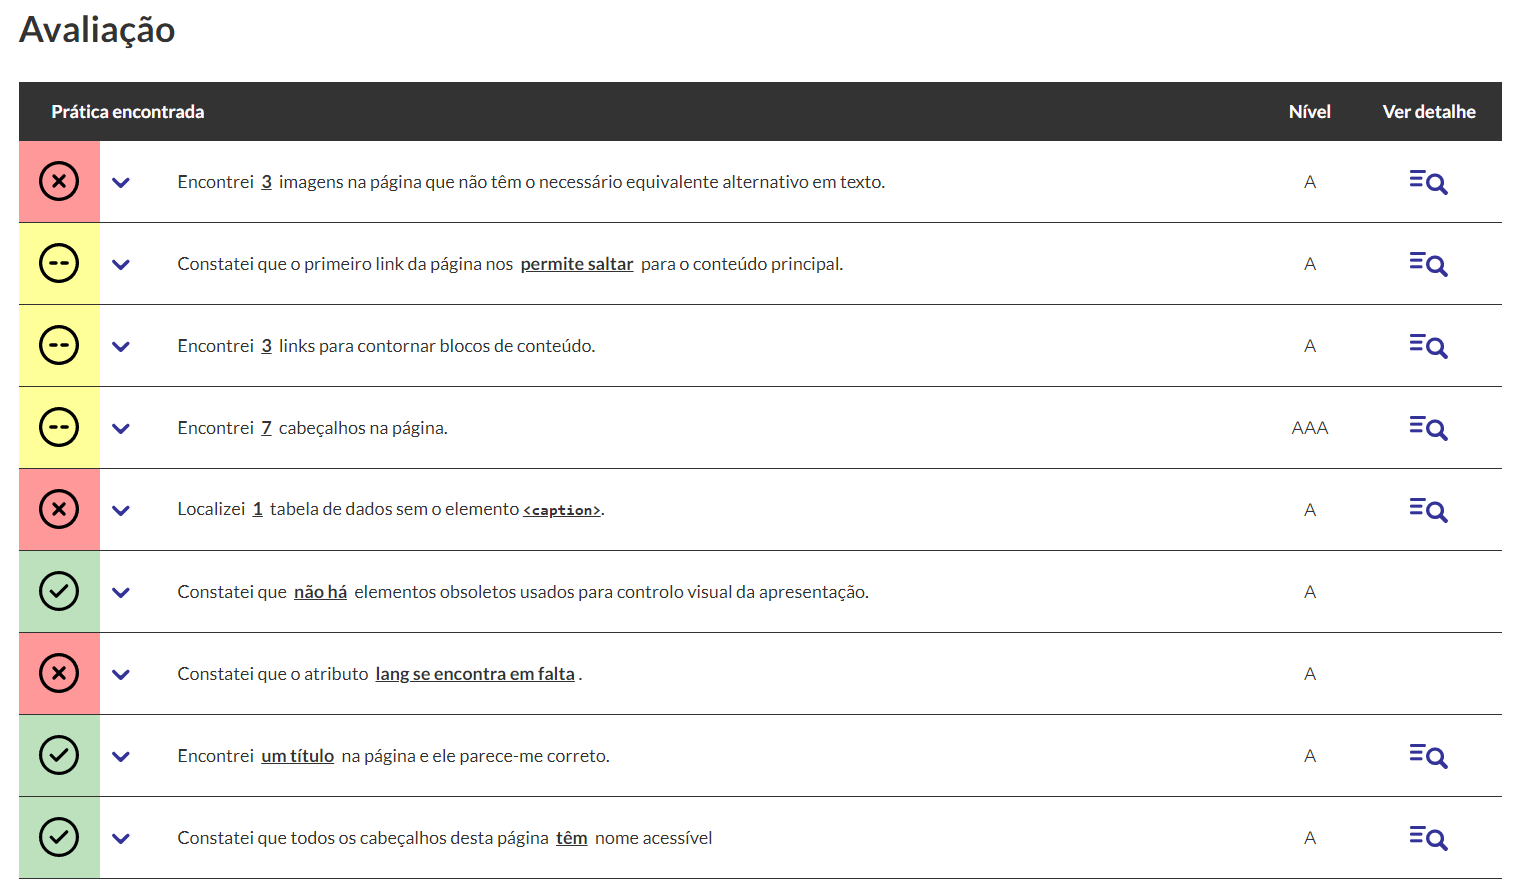 Avaliação
Prática encontrada Nível Ver detalhe
Encontrei 3 imagens na página que não têm o necessário equivalente alternativo em texto. A
Constatei que o primeiro link da página nos permite saltar para o conteúdo principal. A
Encontrei 3 links para contornar blocos de conteúdo. A
Encontrei 7 cabeçalhos na página. AAA
Localizei 1 tabela de dados sem o elemento <caption>. A
Constatei que não há elementos obsoletos usados para controlo visual da apresentação. A
Constatei que o atributo lang se encontra em falta . A
Encontrei um título na página e ele parece-me correto. A
Constatei que todos os cabeçalhos desta página têm nome acessível A